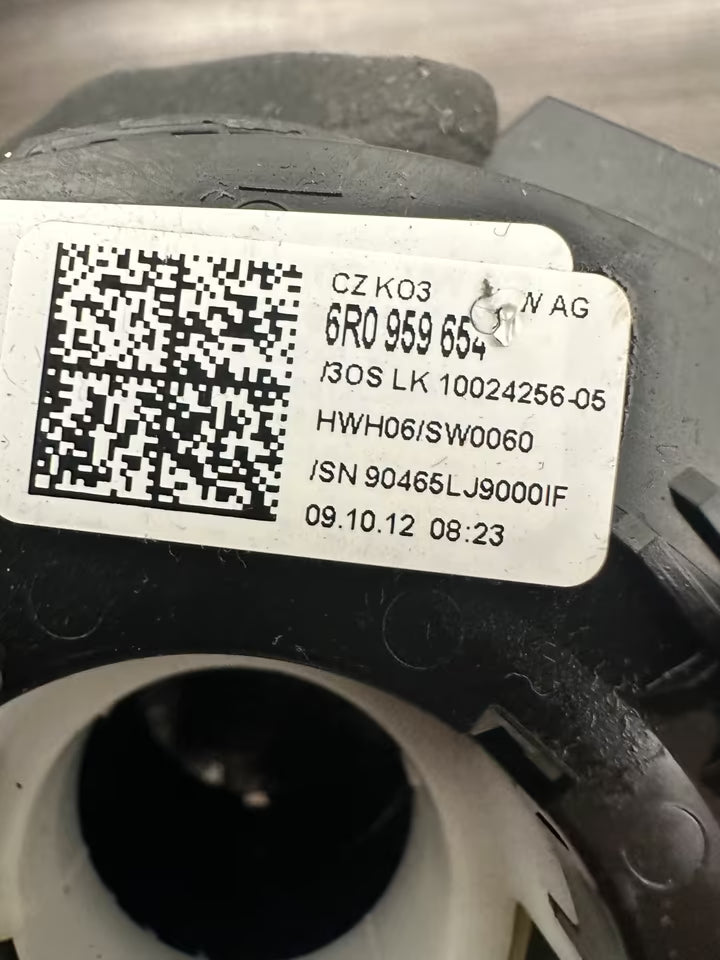 CZ K03 AG
6R0 959 654
/3OS LK 10024256-05
HWH06/SW0060
/SN 90465LJ9000IF
09.10.12 08:23